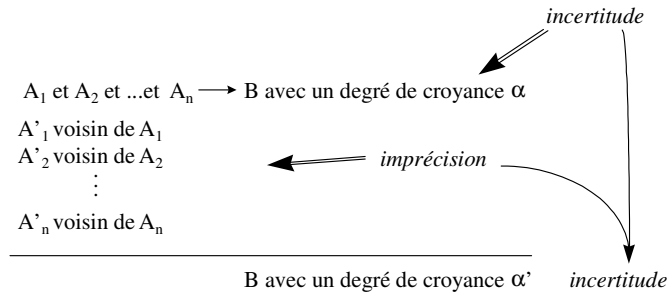 incertitude
A₁ et A₂ et ...et Aₙ → B avec un degré de croyance α
A'₁ voisin de A₁
A'₂ voisin de A₂
imprécision
⋮
A'ₙ voisin de Aₙ
B avec un degré de croyance α' incertitude